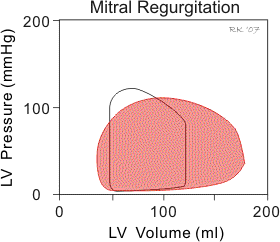 Mitral Regurgitation
RK '07
200
100
0
LV Pressure (mmHg)
0 100 200
LV Volume (ml)